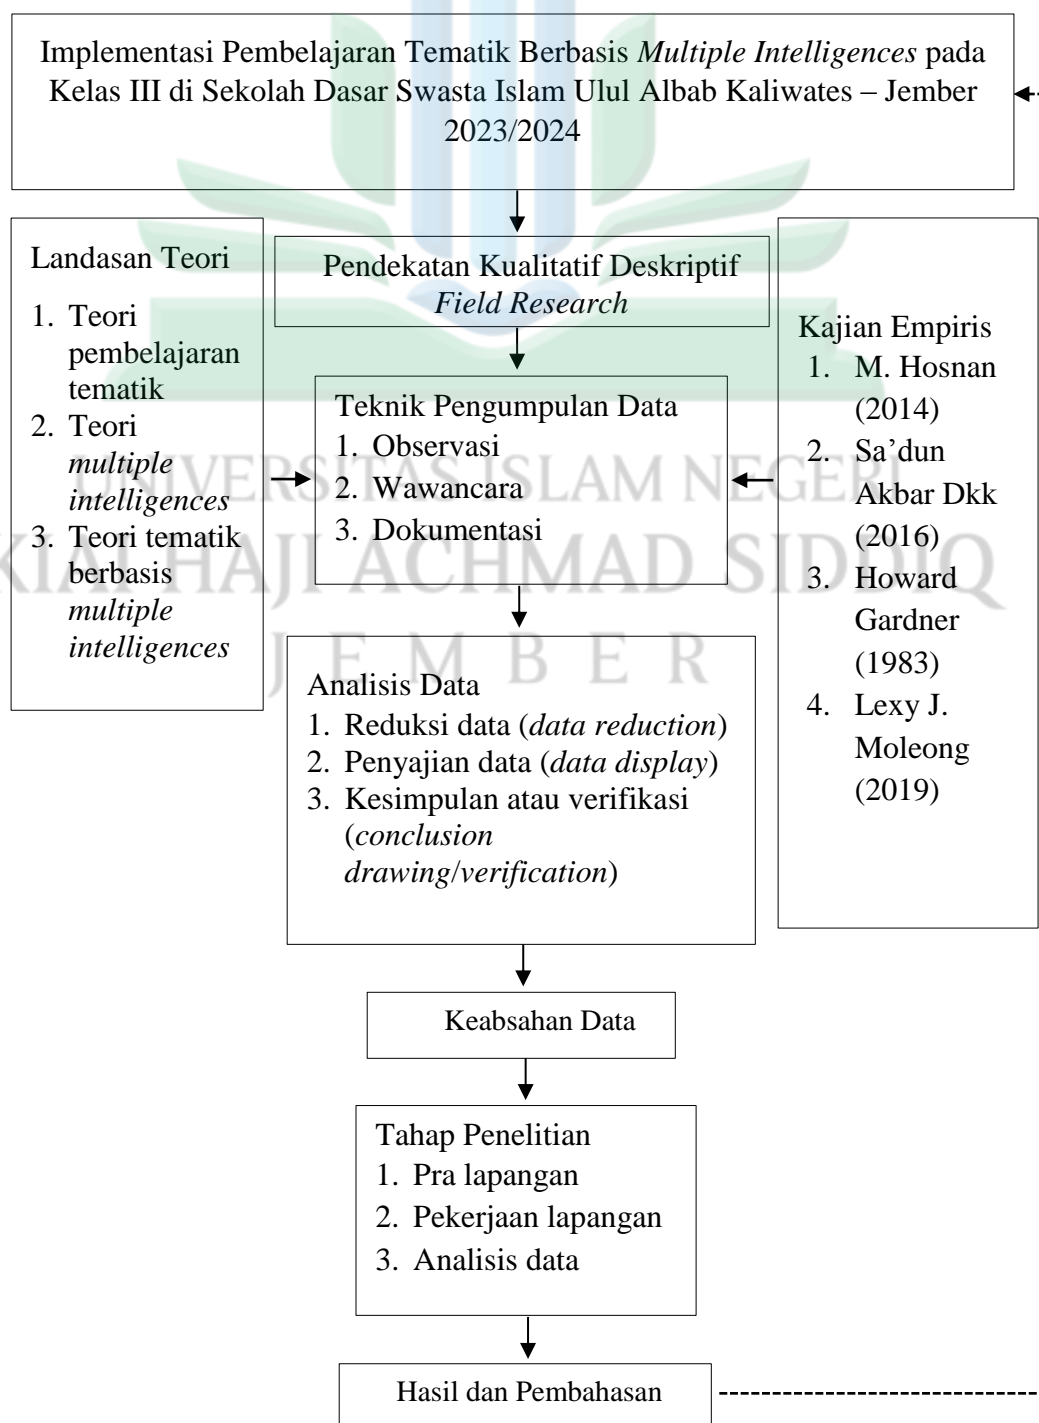 Implementasi Pembelajaran Tematik Berbasis Multiple Intelligences pada
Kelas III di Sekolah Dasar Swasta Islam Ulul Albab Kaliwates – Jember
2023/2024
Landasan Teori
1. Teori
pembelajaran
tematik
2. Teori
multiple
intelligences
3. Teori tematik
berbasis
multiple
intelligences
Pendekatan Kualitatif Deskriptif
Field Research
Teknik Pengumpulan Data
1. Observasi
2. Wawancara
3. Dokumentasi
Kajian Empiris
1. M. Hosnan
(2014)
2. Sa’dun
Akbar Dkk
(2016)
3. Howard
Gardner
(1983)
4. Lexy J.
Moleong
(2019)
UNIVERSITAS ISLAM NEGERI
KIAI HAJI ACHMAD SIDDIQ
JEMBER
Analisis Data
1. Reduksi data (data reduction)
2. Penyajian data (data display)
3. Kesimpulan atau verifikasi
(conclusion
drawing/verification)
Keabsahan Data
Tahap Penelitian
1. Pra lapangan
2. Pekerjaan lapangan
3. Analisis data
Hasil dan Pembahasan